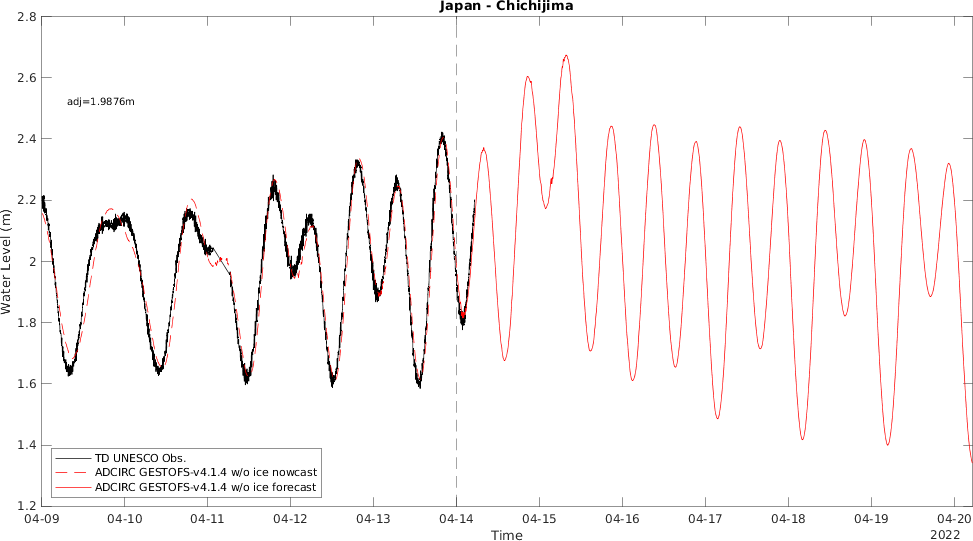 Japan - Chichijima
2.8
2.6
2.4
2.2
2
1.8
1.6
1.4
1.2
Water Level (m)
adj=1.9876m
TD UNESCO Obs.
ADCIRC GESTOFS-v4.1.4 w/o ice nowcast
ADCIRC GESTOFS-v4.1.4 w/o ice forecast
04-09 04-10 04-11 04-12 04-13 04-14 04-15 04-16 04-17 04-18 04-19 04-20
Time
2022